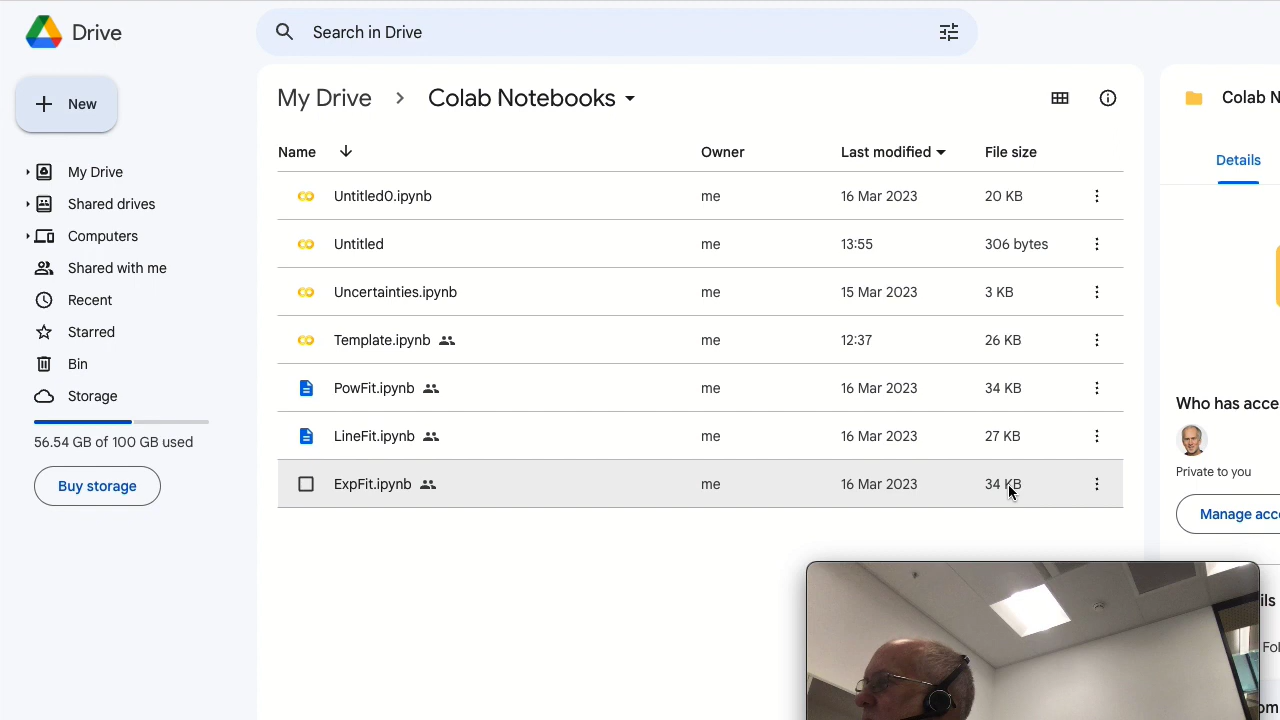 Drive
Search in Drive
New
My Drive
Shared drives
Computers
Shared with me
Recent
Starred
Bin
Storage
56.54 GB of 100 GB used
Buy storage
My Drive > Colab Notebooks
Name Owner Last modified File size
Untitled0.ipynb me 16 Mar 2023 20 KB
Untitled me 13:55 306 bytes
Uncertainties.ipynb me 15 Mar 2023 3 KB
Template.ipynb me 12:37 26 KB
PowFit.ipynb me 16 Mar 2023 34 KB
LineFit.ipynb me 16 Mar 2023 27 KB
ExpFit.ipynb me 16 Mar 2023 34 KB
Colab N
Details
Who has acce
Private to you
Manage acc
ils
Fol
om